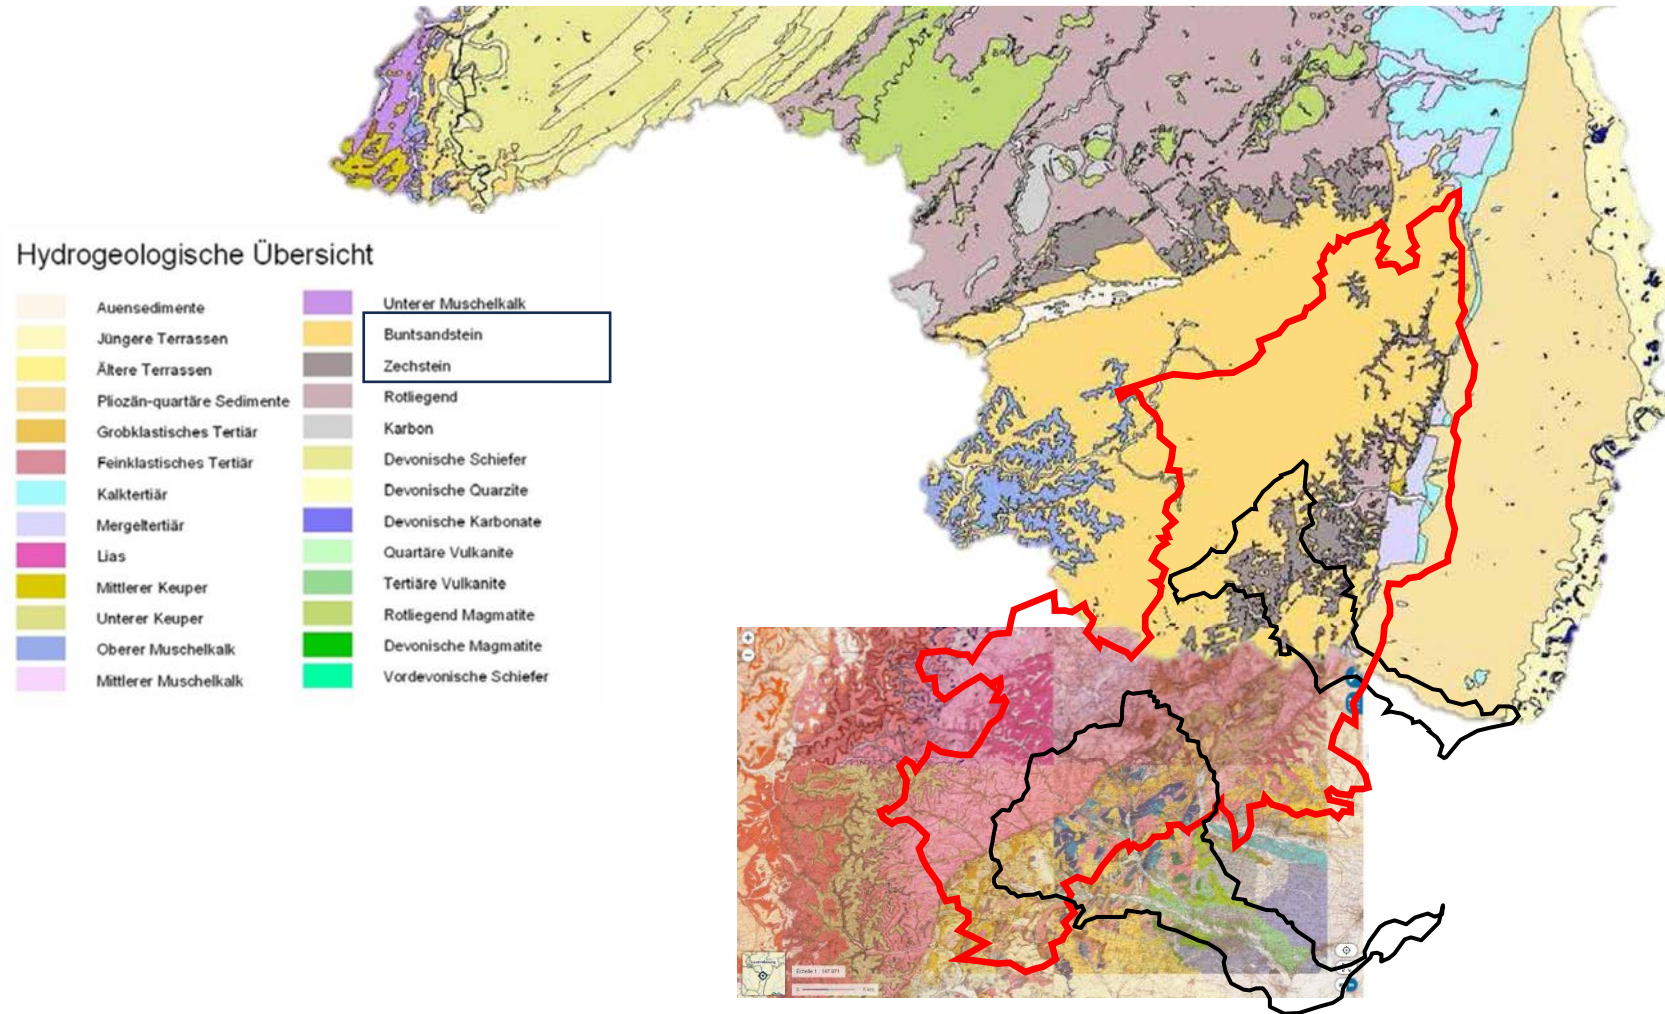 Hydrogeologische Übersicht
Auensedimente
Jüngere Terrassen
Ältere Terrassen
Pliozän-quartäre Sedimente
Grobklastisches Tertiär
Feinklastisches Tertiär
Kalktertiär
Mergeltertiär
Lias
Mittlerer Keuper
Unterer Keuper
Oberer Muschelkalk
Mittlerer Muschelkalk
Unterer Muschelkalk
Buntsandstein
Zechstein
Rotliegend
Karbon
Devonische Schiefer
Devonische Quarzite
Devonische Karbonate
Quartäre Vulkanite
Tertiäre Vulkanite
Rotliegend Magmatite
Devonische Magmatite
Vordevonische Schiefer